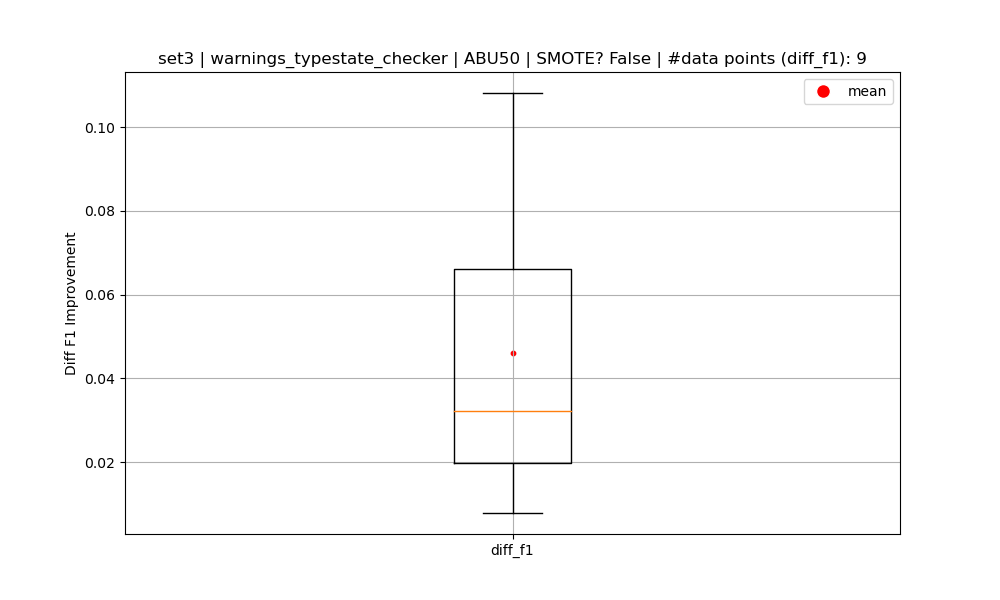 set3 | warnings_typestate_checker | ABU50 | SMOTE? False | #data points (diff_f1): 9
mean
0.10
0.08
0.06
0.04
0.02
Diff F1 Improvement
diff_f1